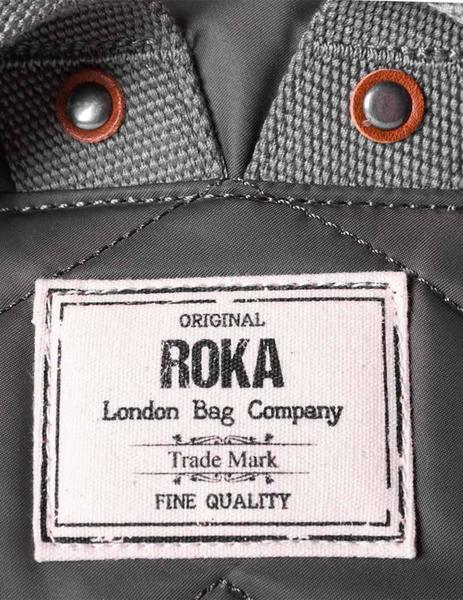 ORIGINAL
ROKA
London Bag Company
Trade Mark
FINE QUALITY